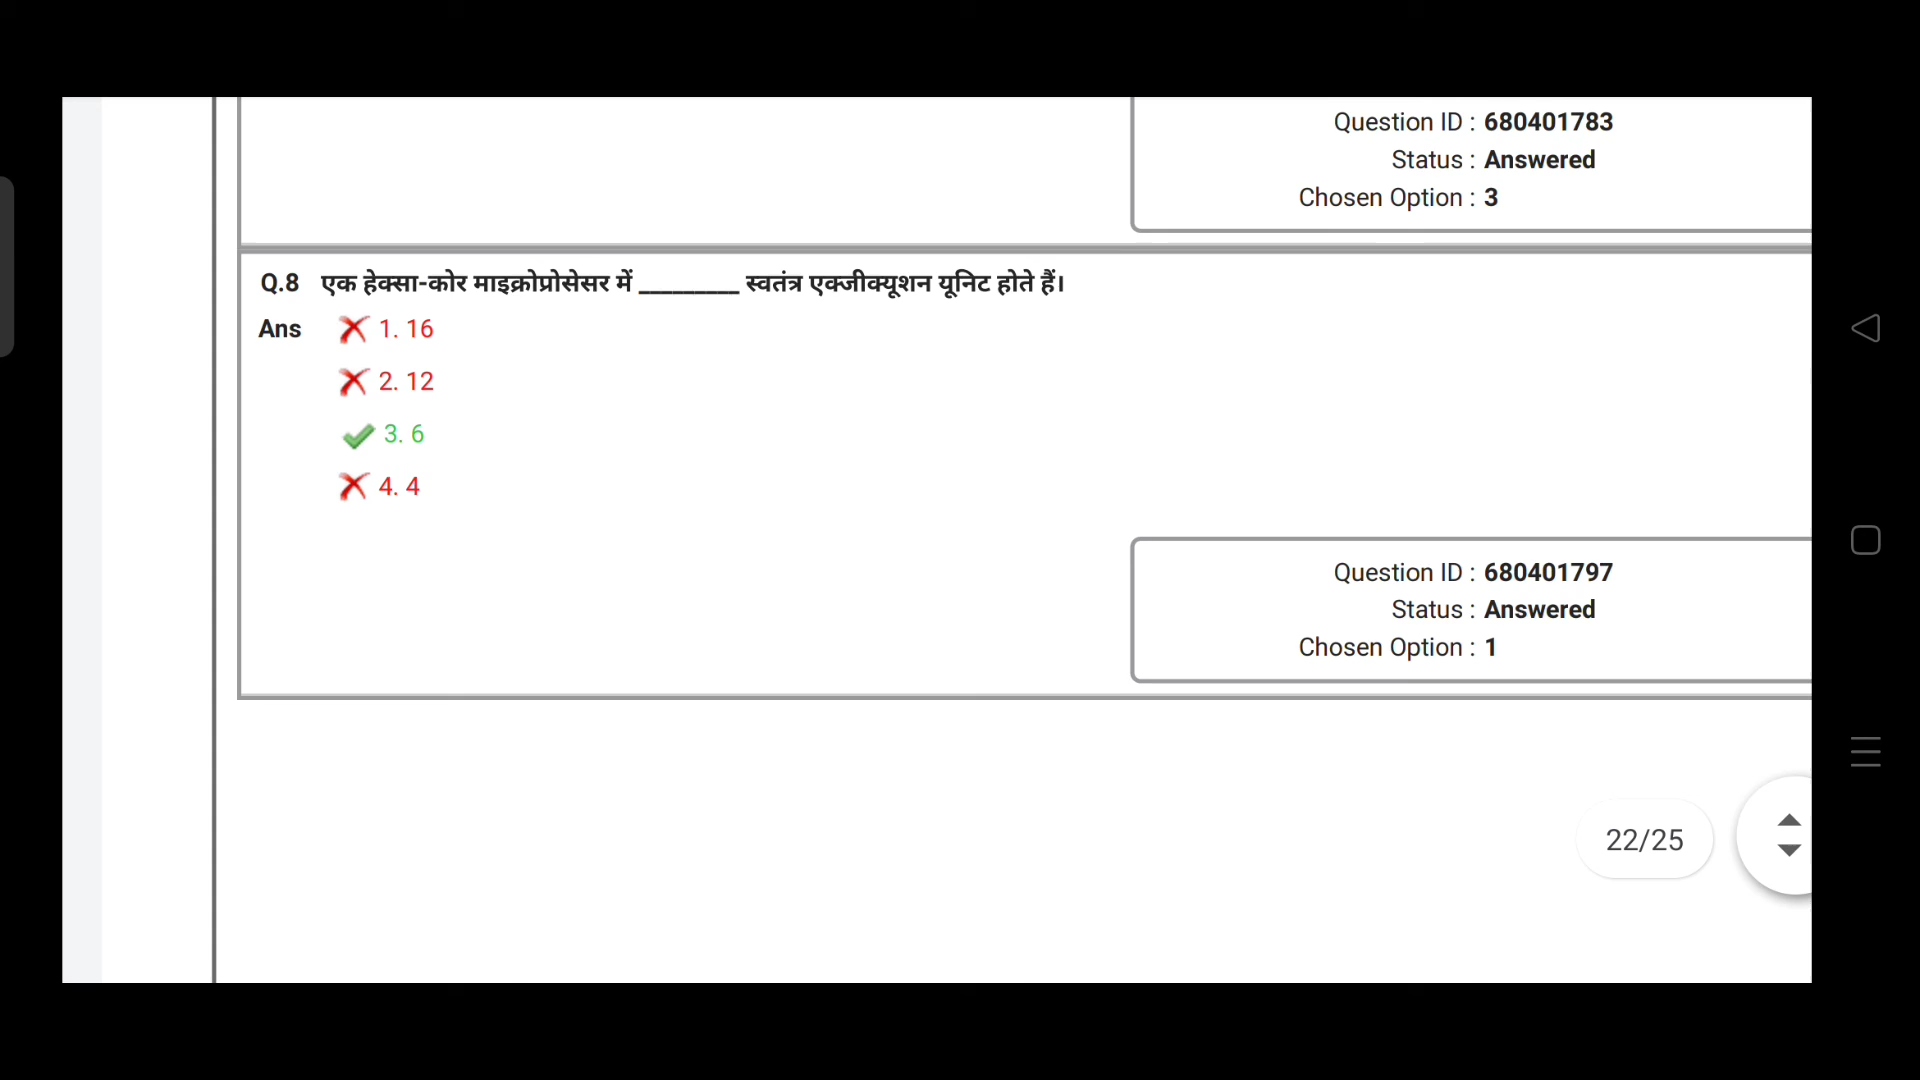 Question ID : 680401783
Status : Answered
Chosen Option : 3
Q.8 एक हेक्सा-कोर माइक्रोप्रोसेसर में _________ स्वतंत्र एक्जीक्यूशन यूनिट होते हैं।
Ans 1. 16
2. 12
3. 6
4. 4
Question ID : 680401797
Status : Answered
Chosen Option : 1
22/25